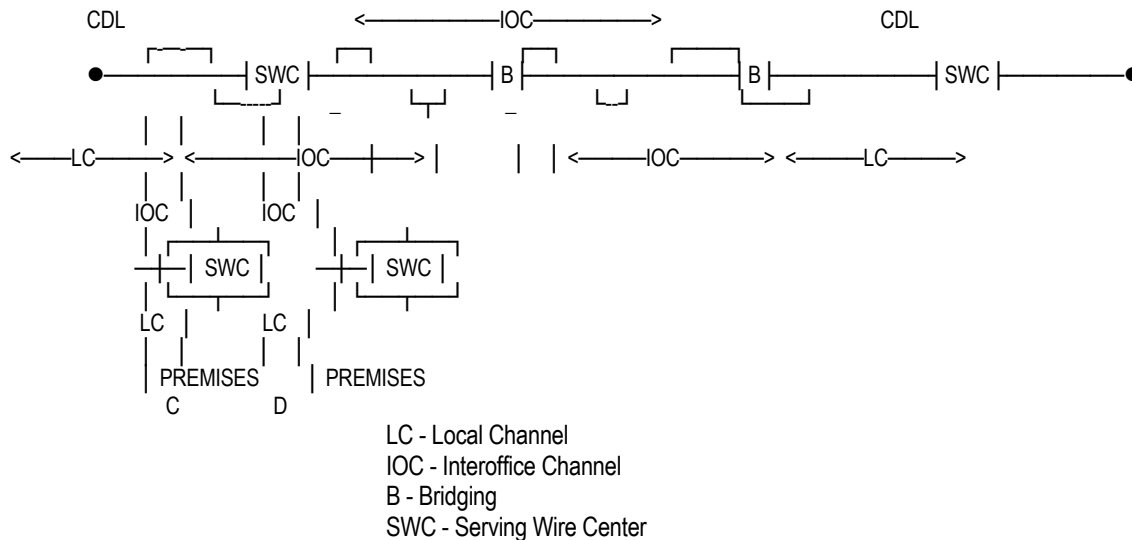 CDL IOC CDL
SWC B B SWC
LC IOC IOC LC
IOC IOC
SWC SWC
LC LC
PREMISES PREMISES
C D
LC - Local Channel
IOC - Interoffice Channel
B - Bridging
SWC - Serving Wire Center